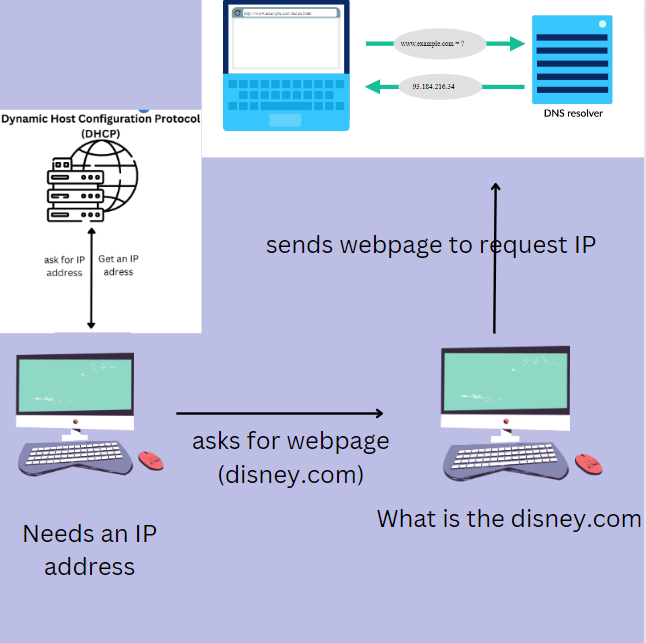 http://www.example.com/index.html
www.example.com = ?
93.184.216.34
DNS resolver
Dynamic Host Configuration Protocol
(DHCP)
ask for IP
address
Get an IP
adress
sends webpage to request IP
asks for webpage
(disney.com)
Needs an IP
address
What is the disney.com